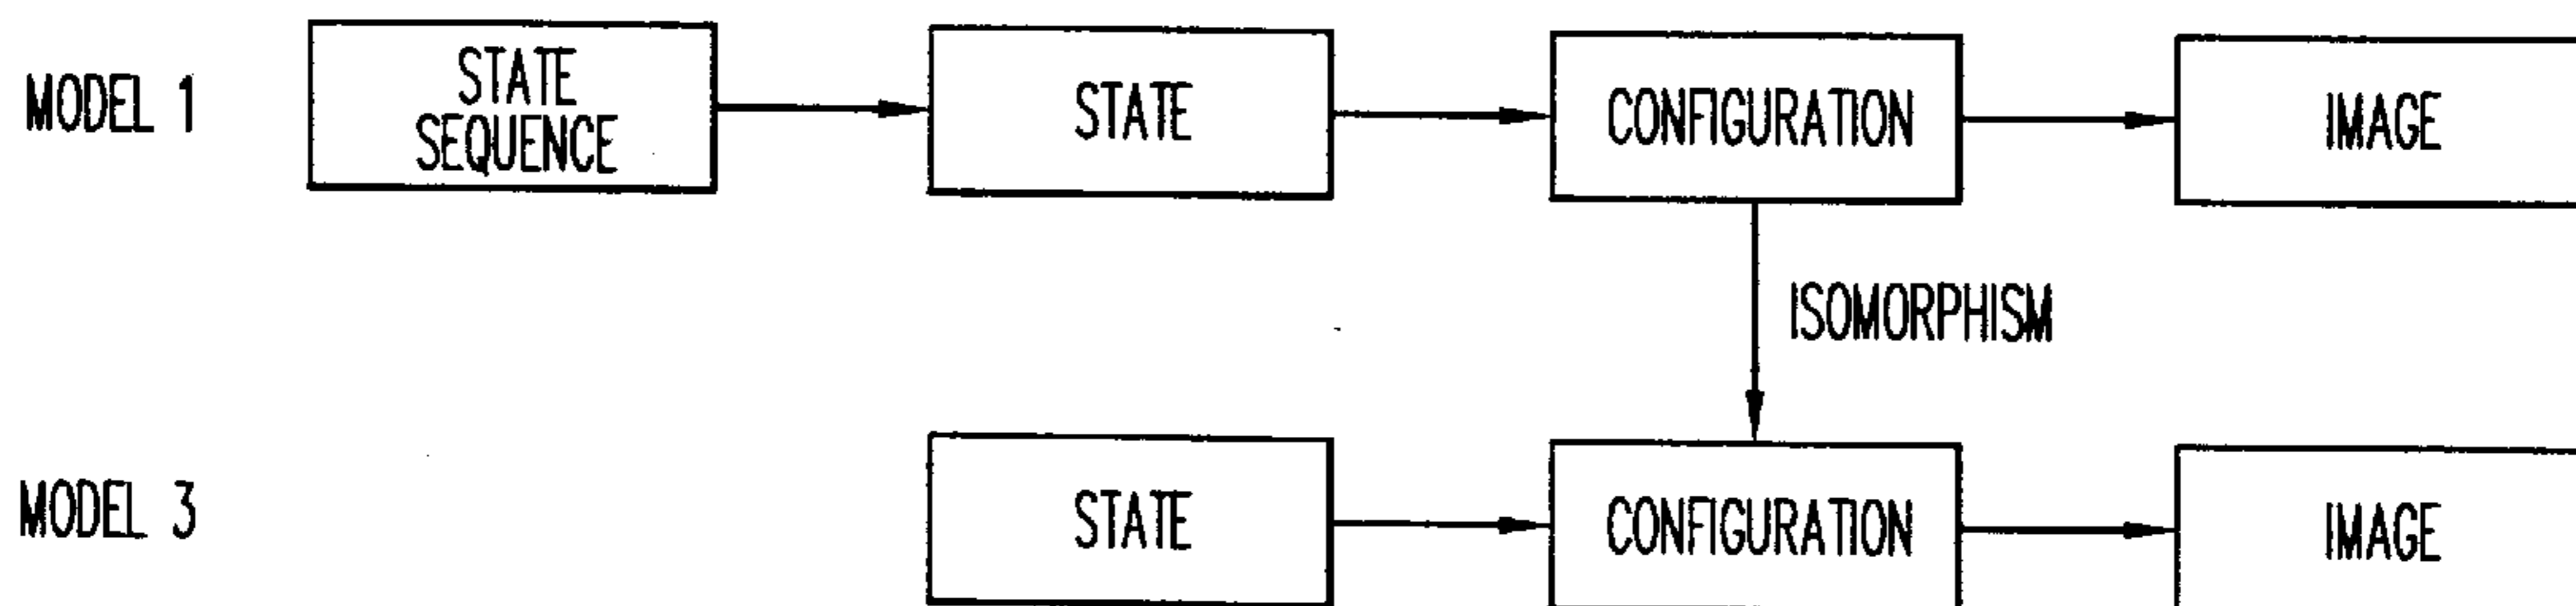 MODEL 1
STATE
SEQUENCE
STATE
CONFIGURATION
IMAGE
ISOMORPHISM
MODEL 3
STATE
CONFIGURATION
IMAGE